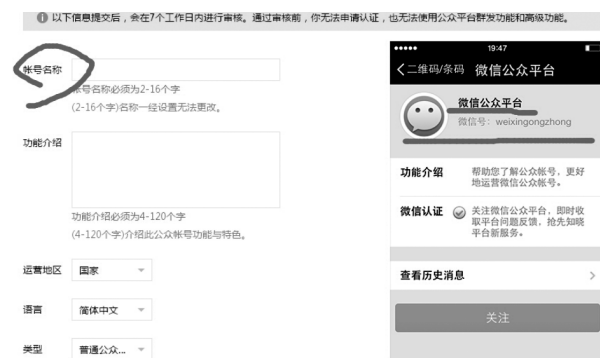 以下信息提交后，会在7个工作日内进行审核。通过审核前，你无法申请认证，也无法使用公众平台群发功能和高级功能。
帐号名称
帐号名称必须为2-16个字
(2-16个字)名称一经设置无法更改。
功能介绍
功能介绍必须为4-120个字
(4-120个字)介绍此公众帐号功能与特色。
运营地区 国家
语言 简体中文
类型 普通公众...
19:47
二维码/条码 微信公众平台
微信公众平台
微信号：weixingongzhong
功能介绍 帮助您了解公众帐号，更好
地运营微信公众帐号。
微信认证 关注微信公众平台，即时收
取平台问题反馈，抢先知晓
平台新服务。
查看历史消息
关注